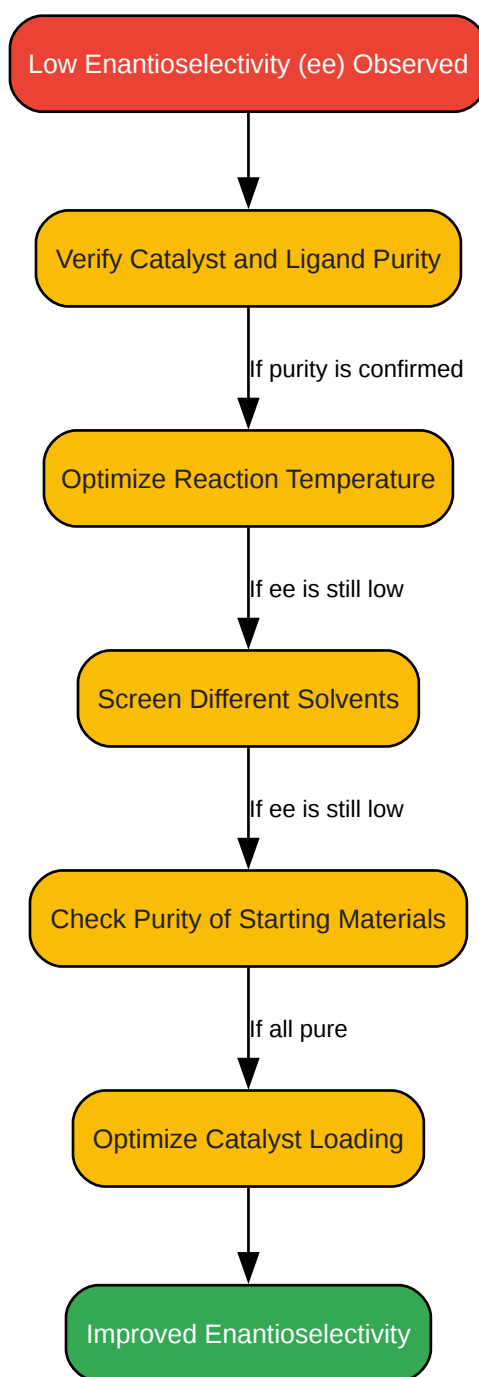 Low Enantioselectivity (ee) Observed
Verify Catalyst and Ligand Purity
If purity is confirmed
Optimize Reaction Temperature
If ee is still low
Screen Different Solvents
If ee is still low
Check Purity of Starting Materials
If all pure
Optimize Catalyst Loading
Improved Enantioselectivity